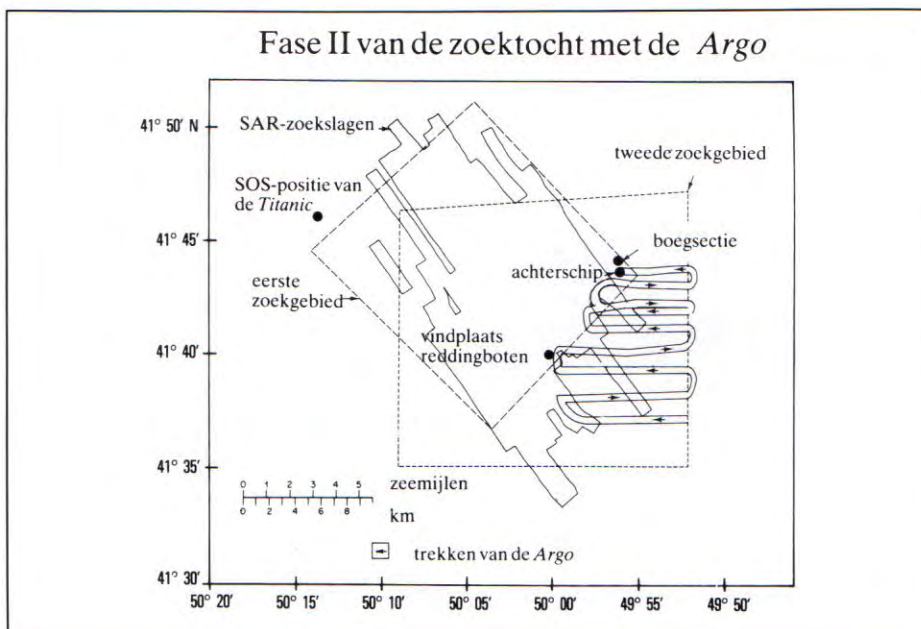 Fase II van de zoektocht met de Argo
41° 50' N
SAR-zoekslagen
tweede zoekgebied
SOS-positie van
de Titanic
41° 45'
boegsectie
achterschip
eerste
zoekgebied
vindplaats
reddingboten
41° 40'
41° 35'
0 1 2 3 4 5 zeemijlen
0 2 4 6 8 km
trekken van de Argo
41° 30'
50° 20' 50° 15' 50° 10' 50° 05' 50° 00' 49° 55' 49° 50'